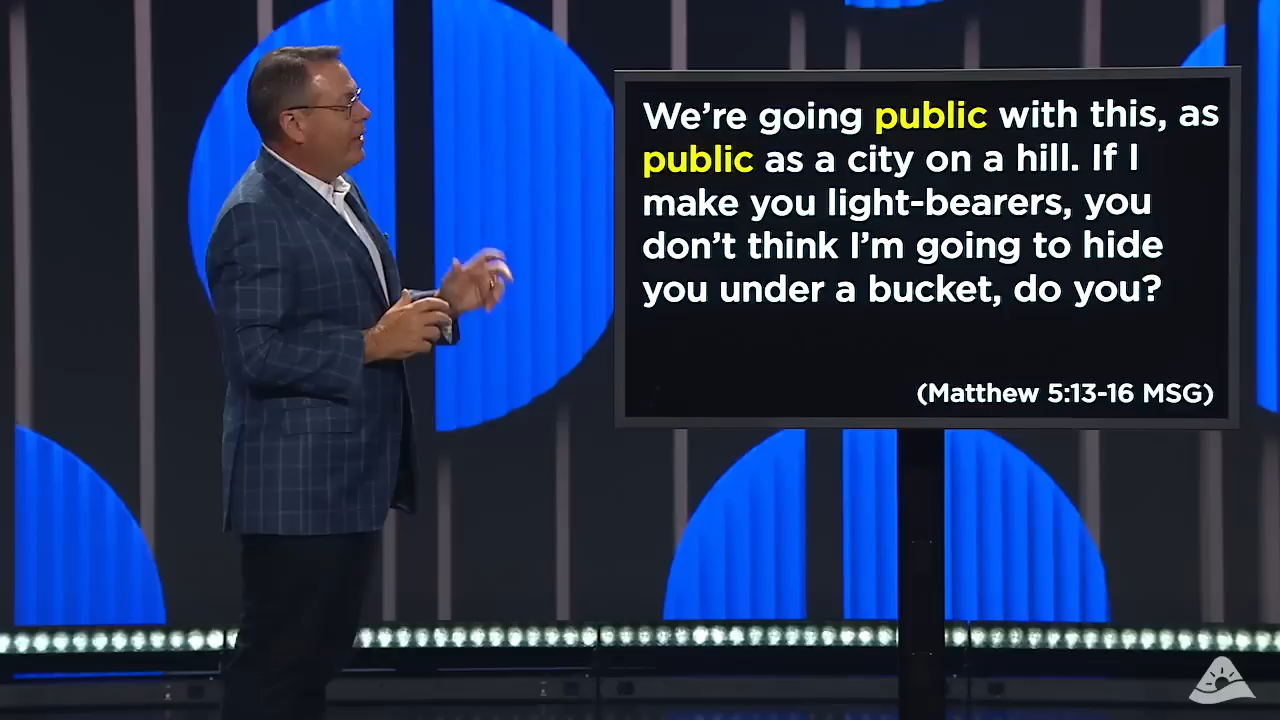 We’re going public with this, as
public as a city on a hill. If I
make you light-bearers, you
don’t think I’m going to hide
you under a bucket, do you?
(Matthew 5:13-16 MSG)